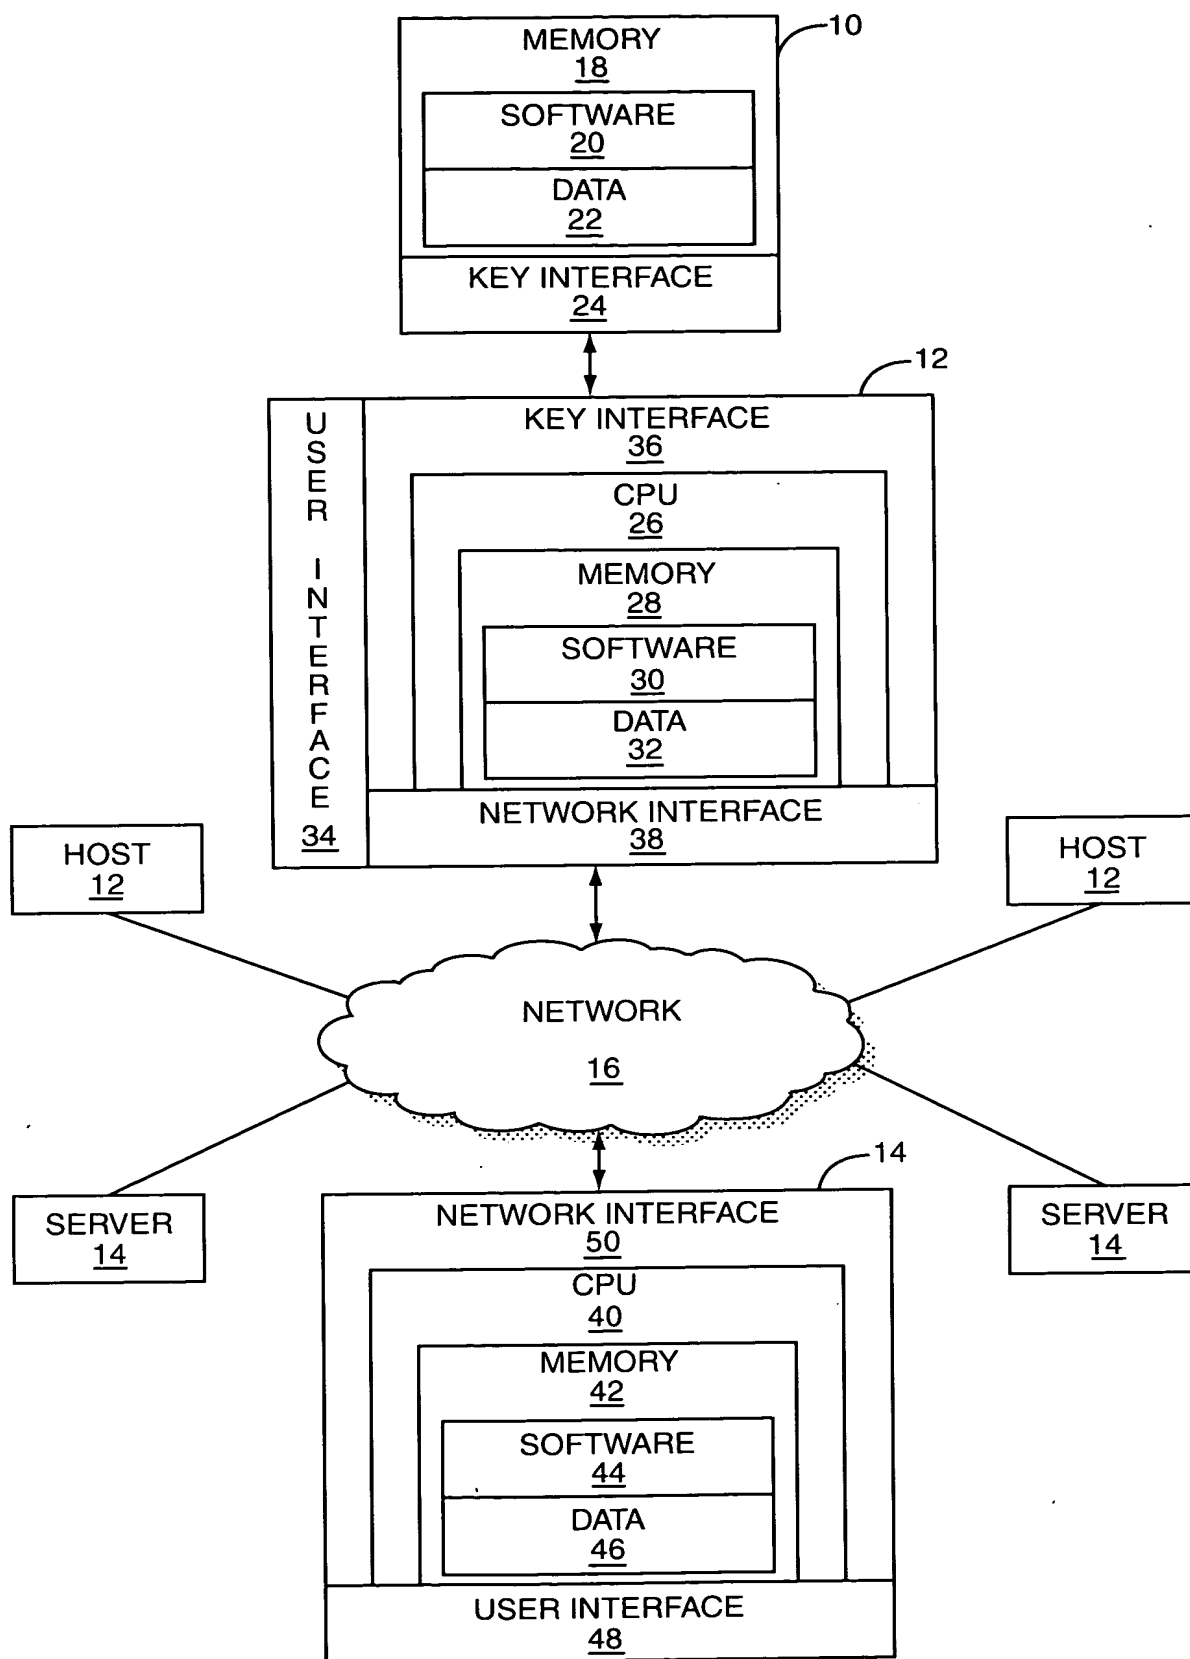 10
MEMORY
18
SOFTWARE
20
DATA
22
KEY INTERFACE
24
12
USER INTERFACE
34
KEY INTERFACE
36
CPU
26
MEMORY
28
SOFTWARE
30
DATA
32
NETWORK INTERFACE
38
HOST
12
HOST
12
NETWORK
16
14
SERVER
14
SERVER
14
NETWORK INTERFACE
50
CPU
40
MEMORY
42
SOFTWARE
44
DATA
46
USER INTERFACE
48